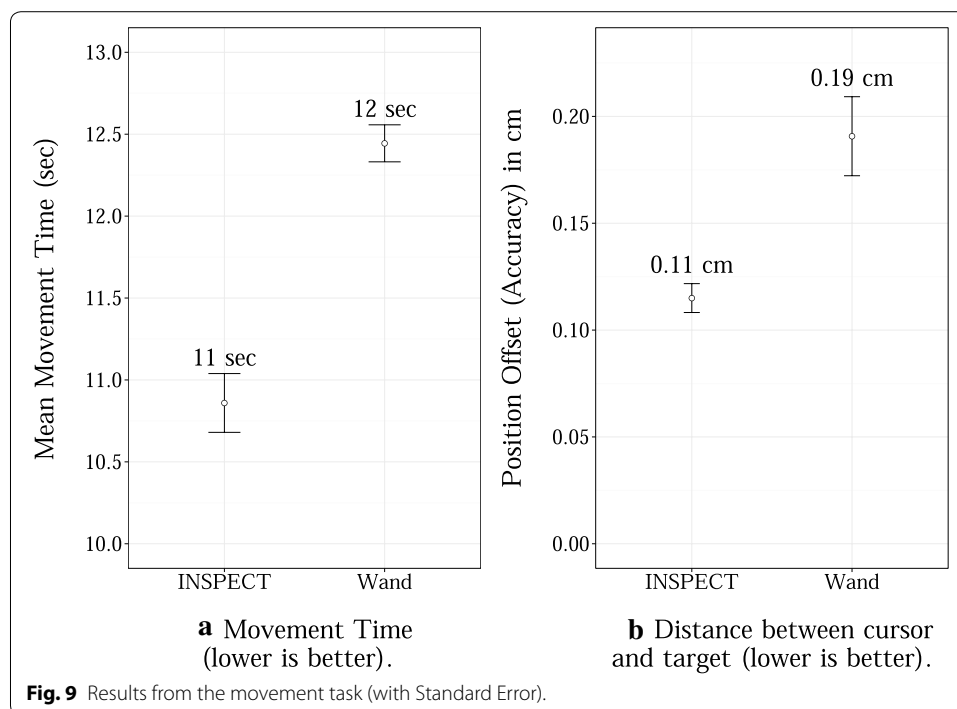 Mean Movement Time (sec)
13.0
12.5
12.0
11.5
11.0
10.5
10.0
12 sec
11 sec
INSPECT Wand
a Movement Time
(lower is better).
Position Offset (Accuracy) in cm
0.20
0.15
0.10
0.05
0.00
0.19 cm
0.11 cm
INSPECT Wand
b Distance between cursor
and target (lower is better).
Fig. 9 Results from the movement task (with Standard Error).